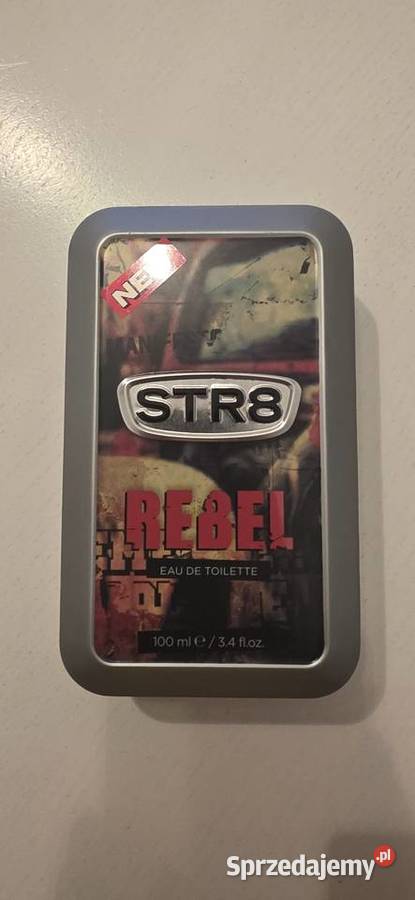 NEW
STR8
REBEL
EAU DE TOILETTE
100 ml ℮ / 3.4 fl.oz.
Sprzedajemy.pl